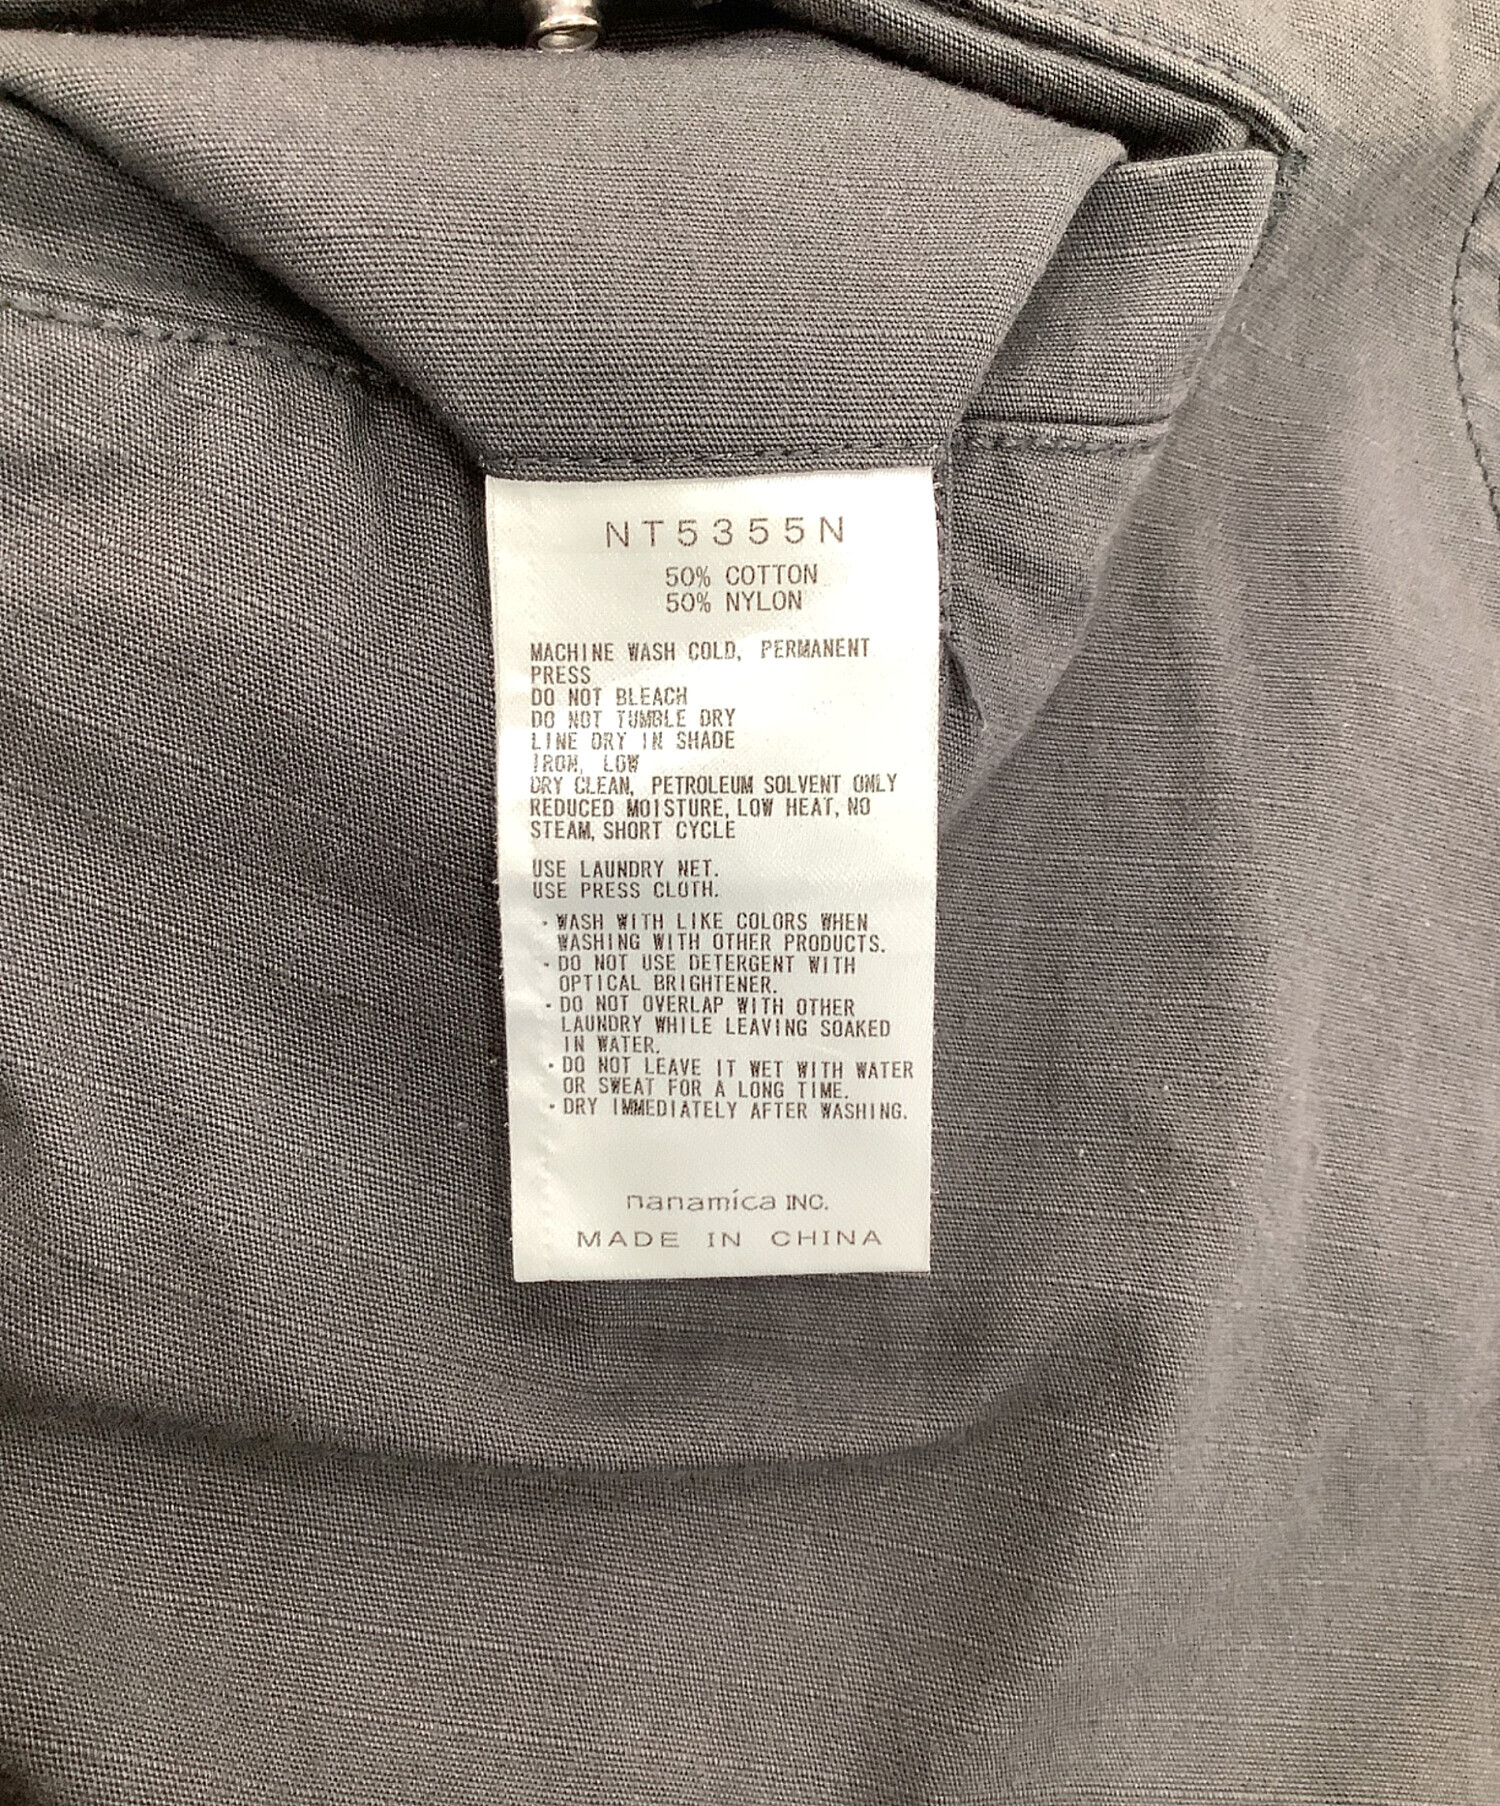 NT5355N
50% COTTON
50% NYLON
MACHINE WASH COLD, PERMANENT
PRESS
DO NOT BLEACH
DO NOT TUMBLE DRY
LINE DRY IN SHADE
IRON, LOW
DRY CLEAN, PETROLEUM SOLVENT ONLY
REDUCED MOISTURE, LOW HEAT, NO
STEAM, SHORT CYCLE
USE LAUNDRY NET.
USE PRESS CLOTH.
・WASH WITH LIKE COLORS WHEN
WASHING WITH OTHER PRODUCTS.
・DO NOT USE DETERGENT WITH
OPTICAL BRIGHTENER.
・DO NOT OVERLAP WITH OTHER
LAUNDRY WHILE LEAVING SOAKED
IN WATER.
・DO NOT LEAVE IT WET WITH WATER
OR SWEAT FOR A LONG TIME.
・DRY IMMEDIATELY AFTER WASHING.
nanamica INC.
MADE IN CHINA